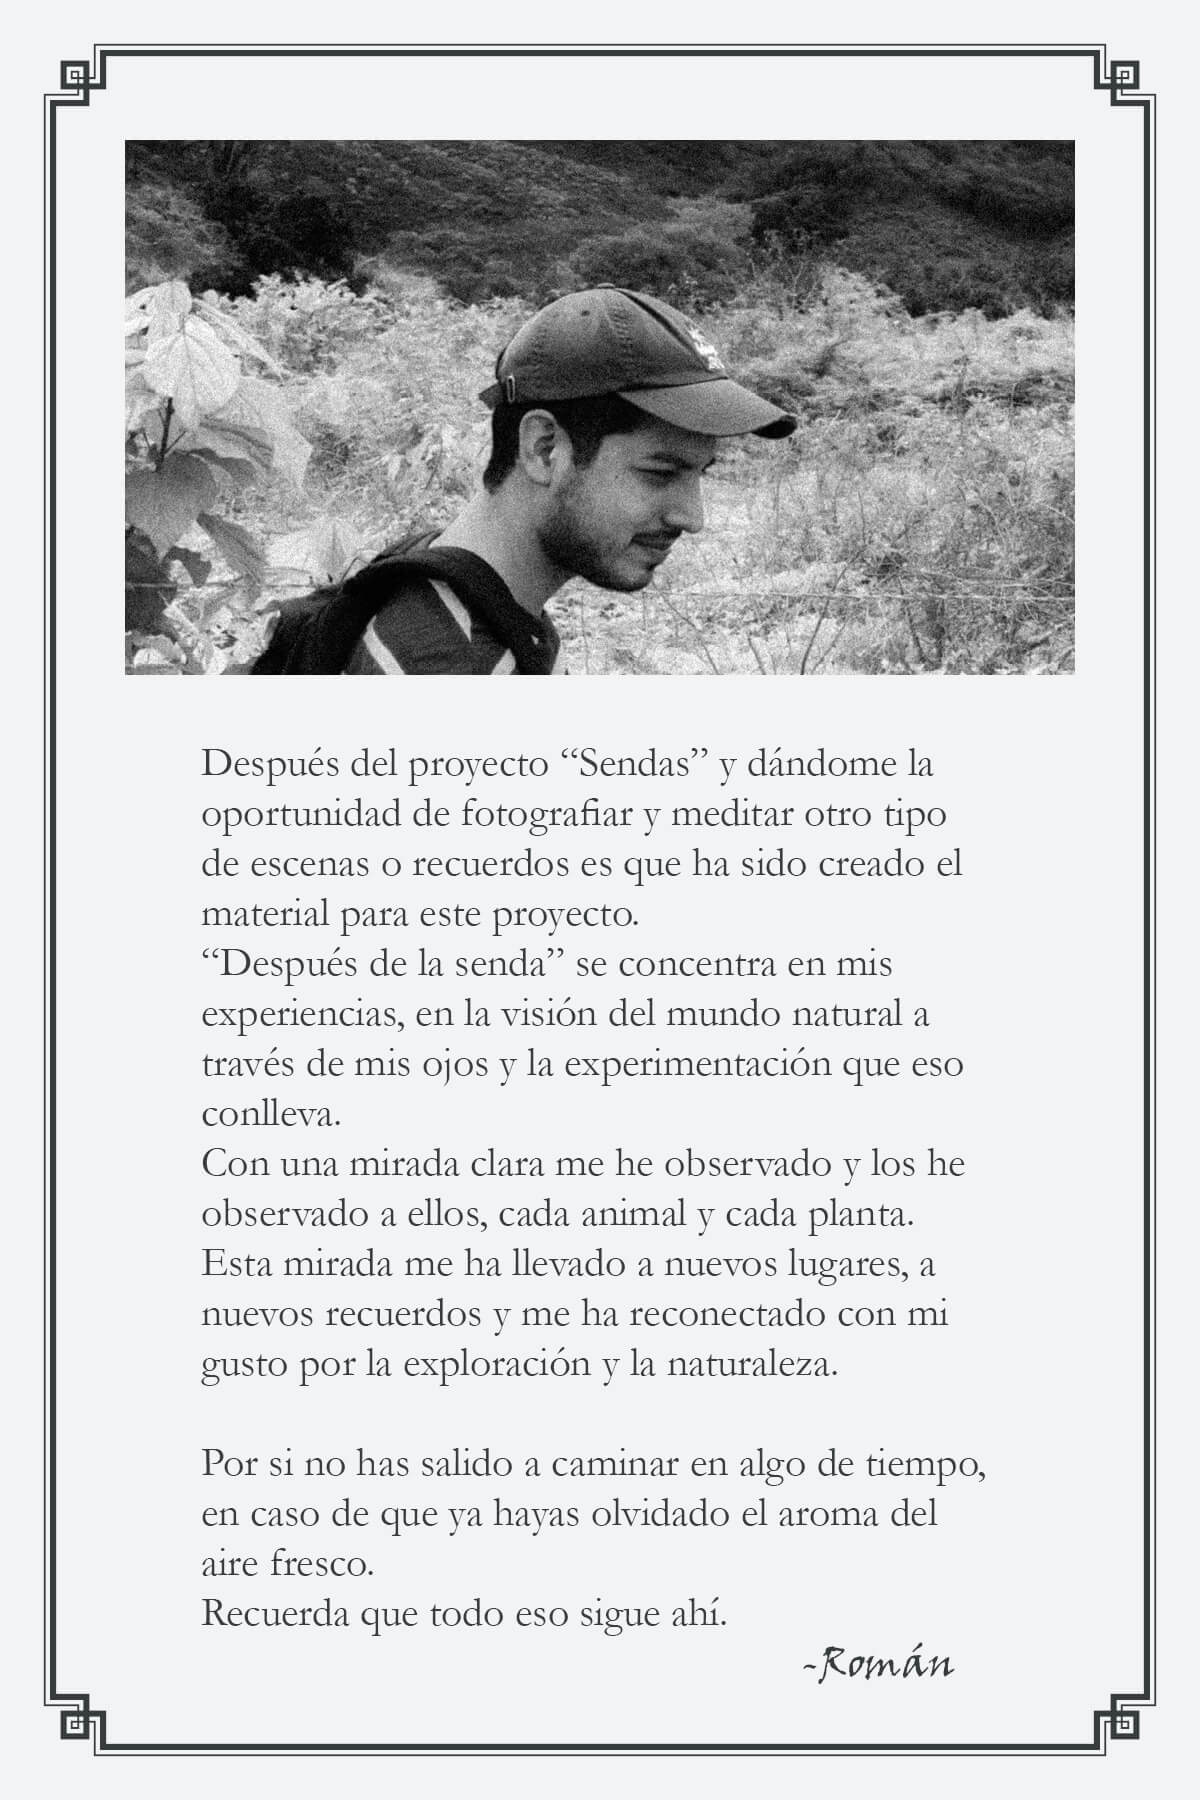 Después del proyecto “Sendas” y dándome la
oportunidad de fotografiar y meditar otro tipo
de escenas o recuerdos es que ha sido creado el
material para este proyecto.
“Después de la senda” se concentra en mis
experiencias, en la visión del mundo natural a
través de mis ojos y la experimentación que eso
conlleva.
Con una mirada clara me he observado y los he
observado a ellos, cada animal y cada planta.
Esta mirada me ha llevado a nuevos lugares, a
nuevos recuerdos y me ha reconectado con mi
gusto por la exploración y la naturaleza.
Por si no has salido a caminar en algo de tiempo,
en caso de que ya hayas olvidado el aroma del
aire fresco.
Recuerda que todo eso sigue ahí.
-Román